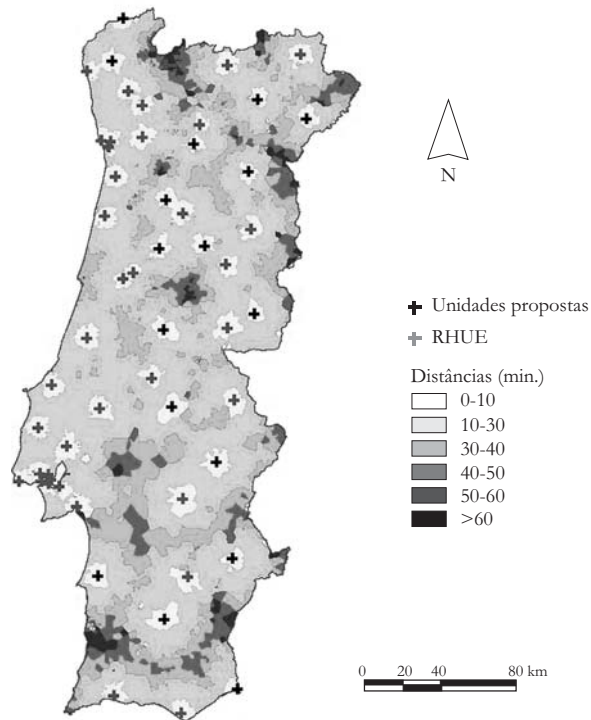 N
Unidades propostas
RHUE
Distâncias (min.)
0-10
10-30
30-40
40-50
50-60
>60
0 20 40 80 km